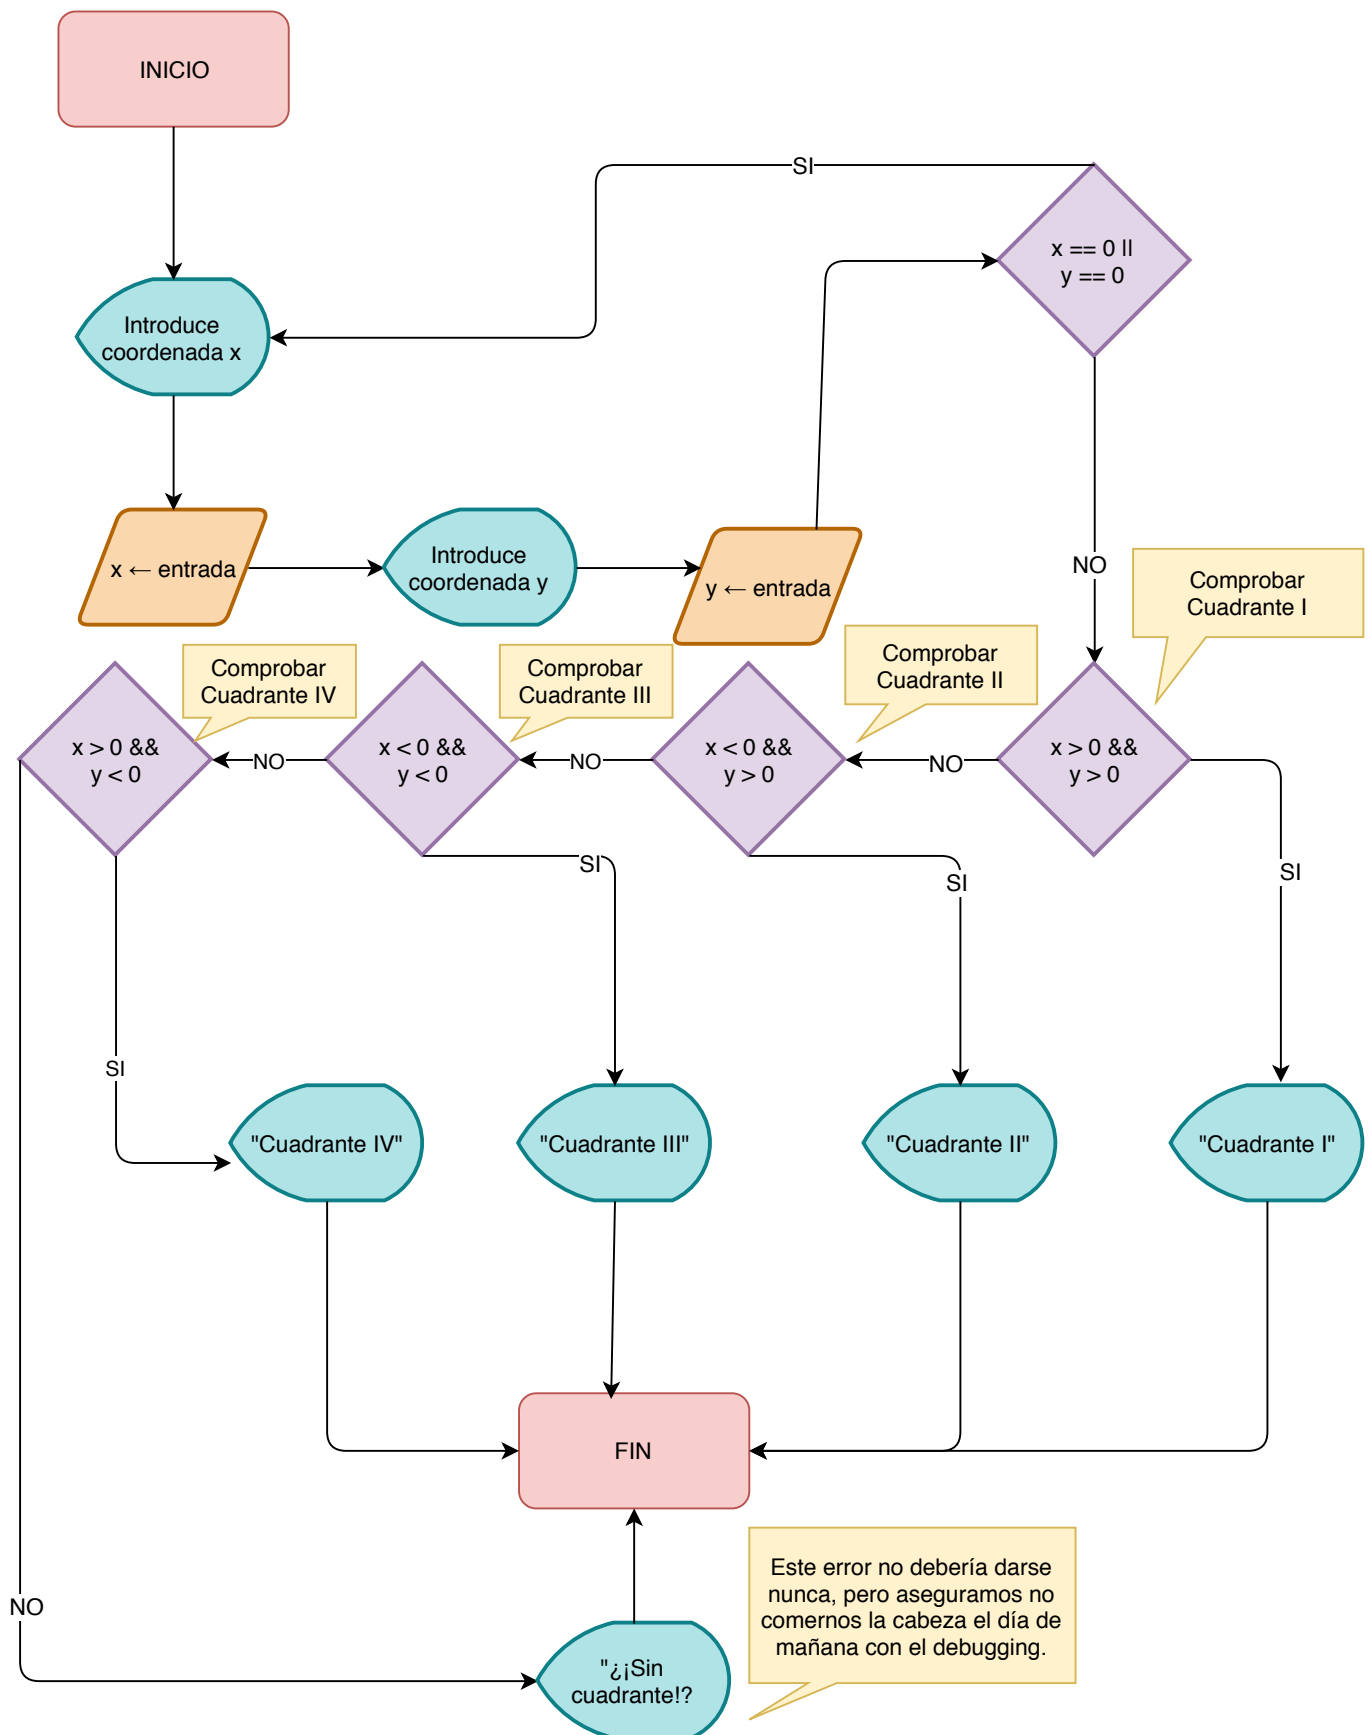 INICIO
SI
x == 0 ||
y == 0
Introduce
coordenada x
x ← entrada
Introduce
coordenada y
y ← entrada
NO
Comprobar
Cuadrante I
Comprobar
Cuadrante II
Comprobar
Cuadrante III
Comprobar
Cuadrante IV
x > 0 &&
y < 0
NO
x < 0 &&
y < 0
NO
x < 0 &&
y > 0
NO
x > 0 &&
y > 0
SI
SI
SI
SI
"Cuadrante IV"
"Cuadrante III"
"Cuadrante II"
"Cuadrante I"
FIN
NO
Este error no debería darse
nunca, pero aseguramos no
comernos la cabeza el día de
mañana con el debugging.
"¿¡Sin
cuadrante!?